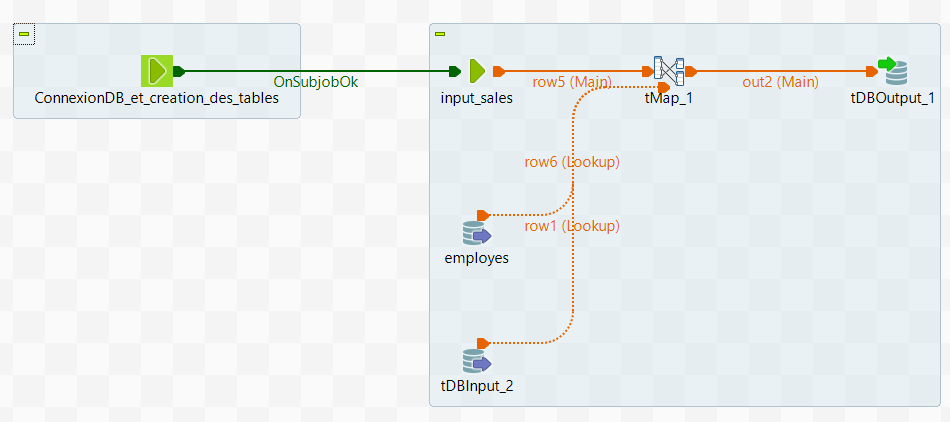 ConnexionDB_et_creation_des_tables
OnSubjobOk
input_sales
row5 (Main)
tMap_1
out2 (Main)
tDBOutput_1
row6 (Lookup)
employes
row1 (Lookup)
tDBInput_2